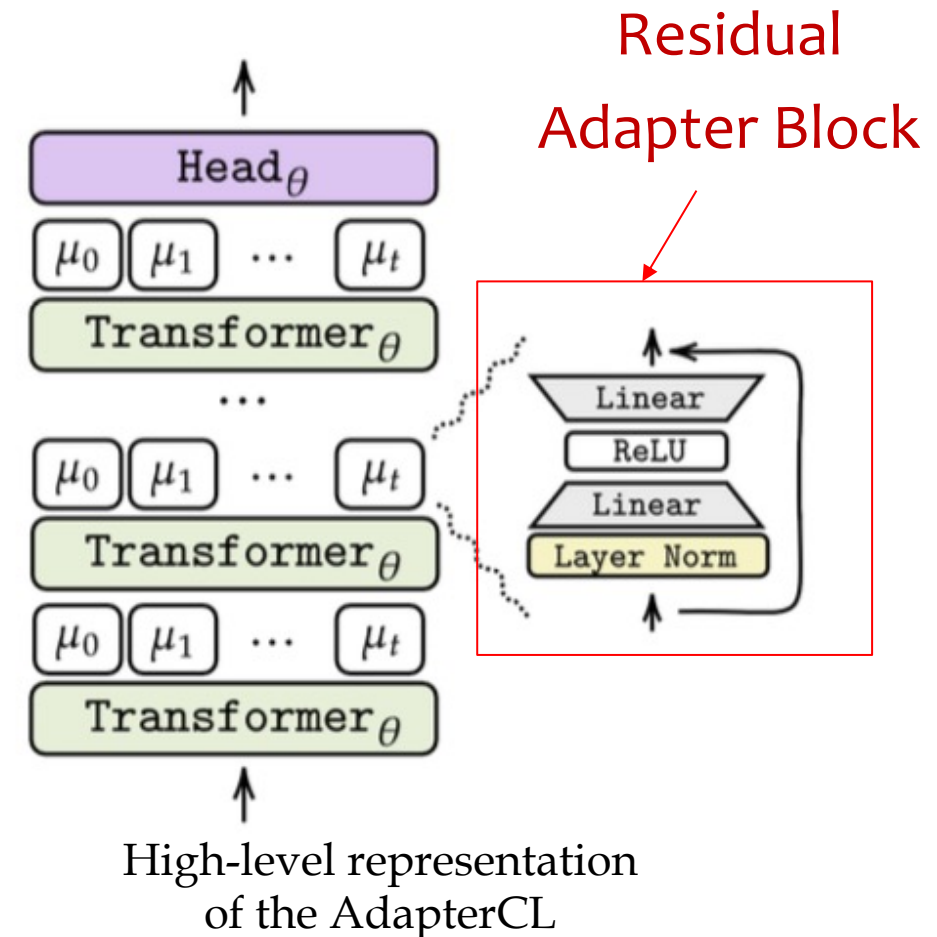 Residual
Adapter Block
Head_θ
μ_0 μ_1 ... μ_t
Transformer_θ
...
μ_0 μ_1 ... μ_t
Transformer_θ
μ_0 μ_1 ... μ_t
Transformer_θ
Linear
ReLU
Linear
Layer Norm
High-level representation
of the AdapterCL